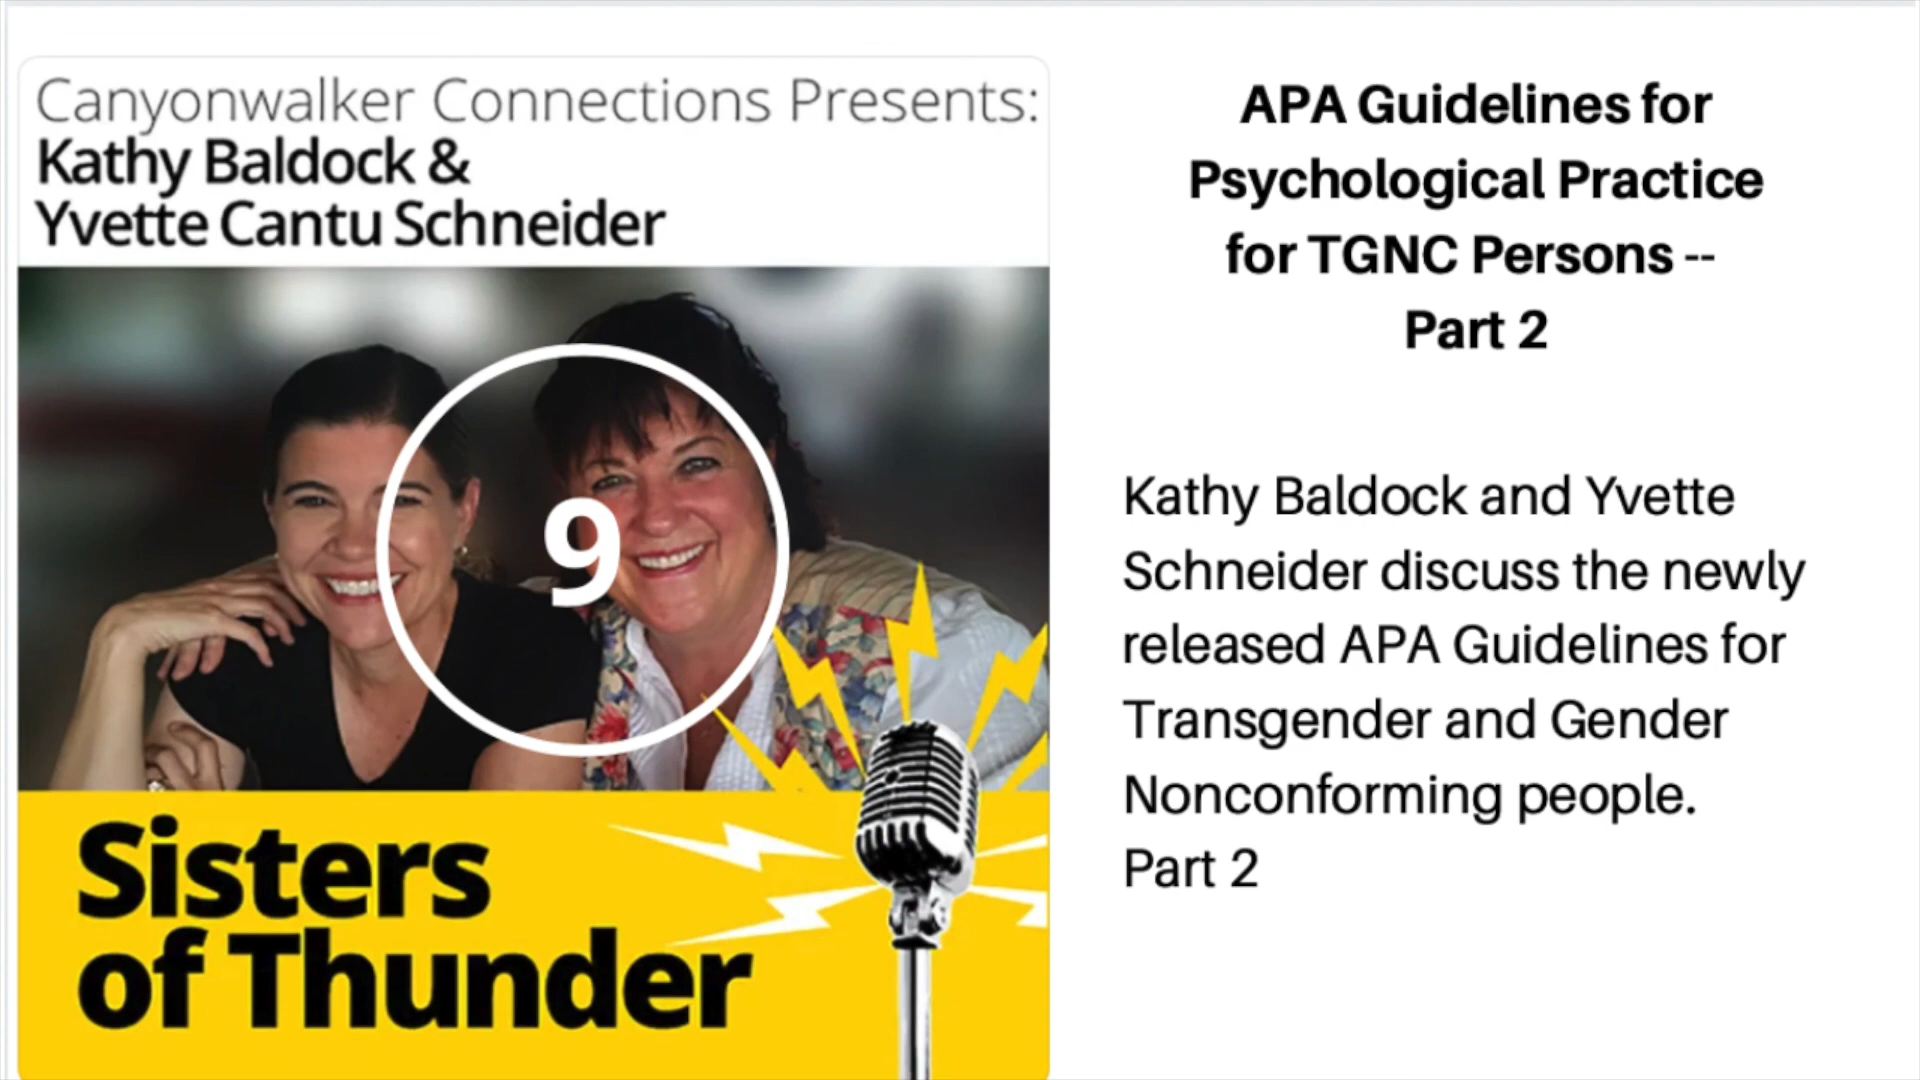 Canyonwalker Connections Presents:
Kathy Baldock &
Yvette Cantu Schneider
9
Sisters
of Thunder
APA Guidelines for
Psychological Practice
for TGNC Persons --
Part 2
Kathy Baldock and Yvette
Schneider discuss the newly
released APA Guidelines for
Transgender and Gender
Nonconforming people.
Part 2